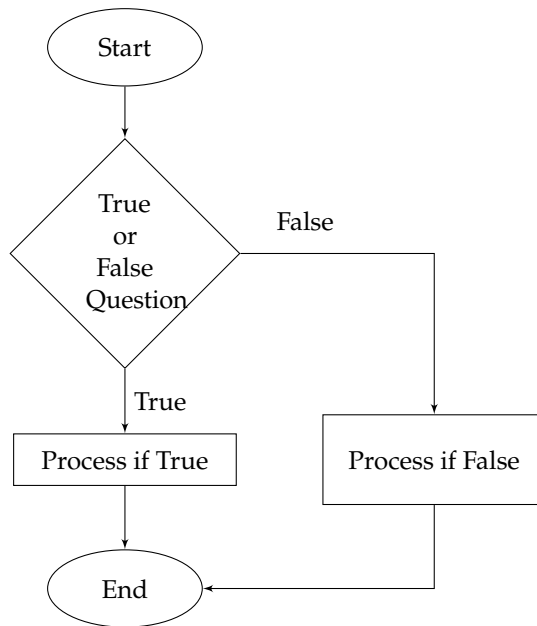 Start
True
or
False
Question
False
True
Process if True
Process if False
End